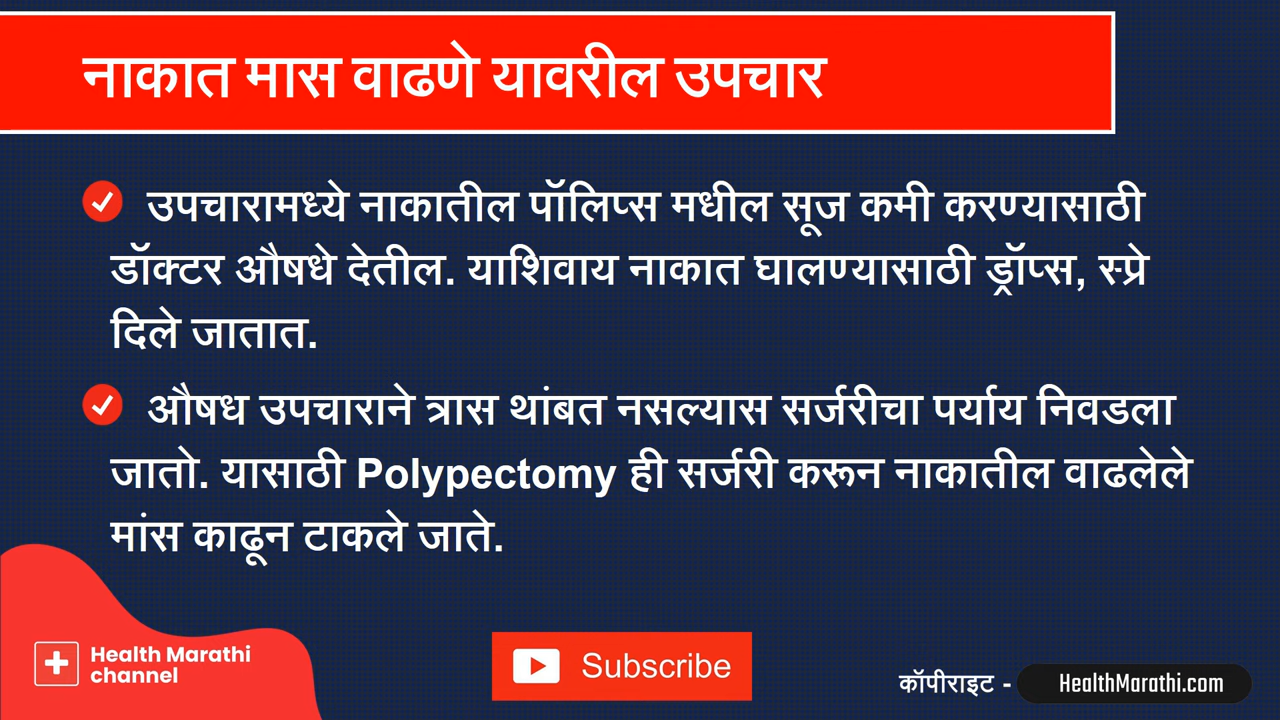 नाकात मास वाढणे यावरील उपचार
उपचारामध्ये नाकातील पॉलिप्स मधील सूज कमी करण्यासाठी
डॉक्टर औषधे देतील. याशिवाय नाकात घालण्यासाठी ड्रॉप्स, स्प्रे
दिले जातात.
औषध उपचाराने त्रास थांबत नसल्यास सर्जरीचा पर्याय निवडला
जातो. यासाठी Polypectomy ही सर्जरी करून नाकातील वाढलेले
मांस काढून टाकले जाते.
Health Marathi
channel
Subscribe
कॉपीराइट - HealthMarathi.com